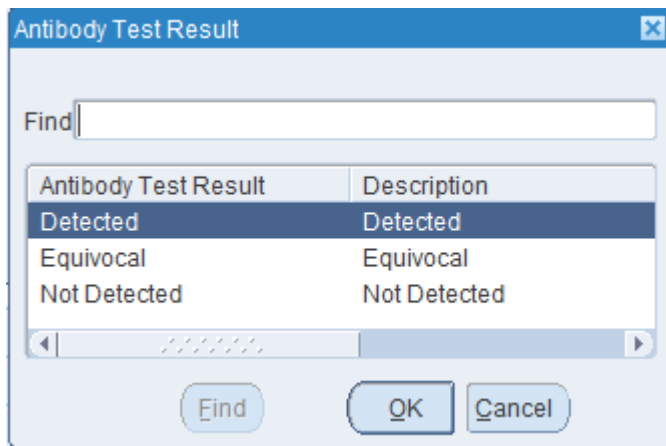 Antibody Test Result
Find
Antibody Test Result Description
Detected Detected
Equivocal Equivocal
Not Detected Not Detected
Find OK Cancel